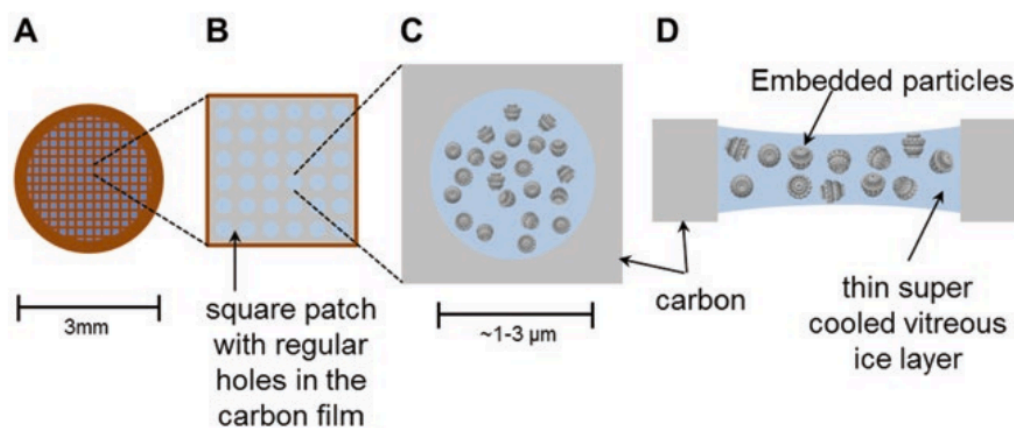 A
B
C
D
Embedded particles
3mm
square patch
with regular
holes in the
carbon film
~1-3 μm
carbon
thin super
cooled vitreous
ice layer